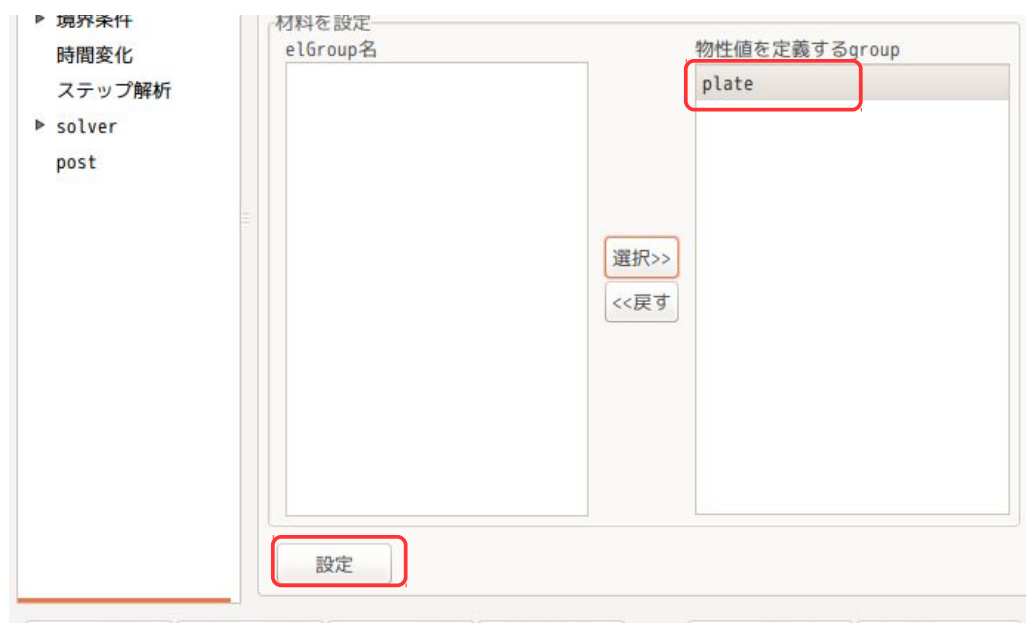 境界条件
時間変化
ステップ解析
solver
post
材料を設定
elGroup名
物性値を定義するgroup
plate
選択>>
<<戻す
設定